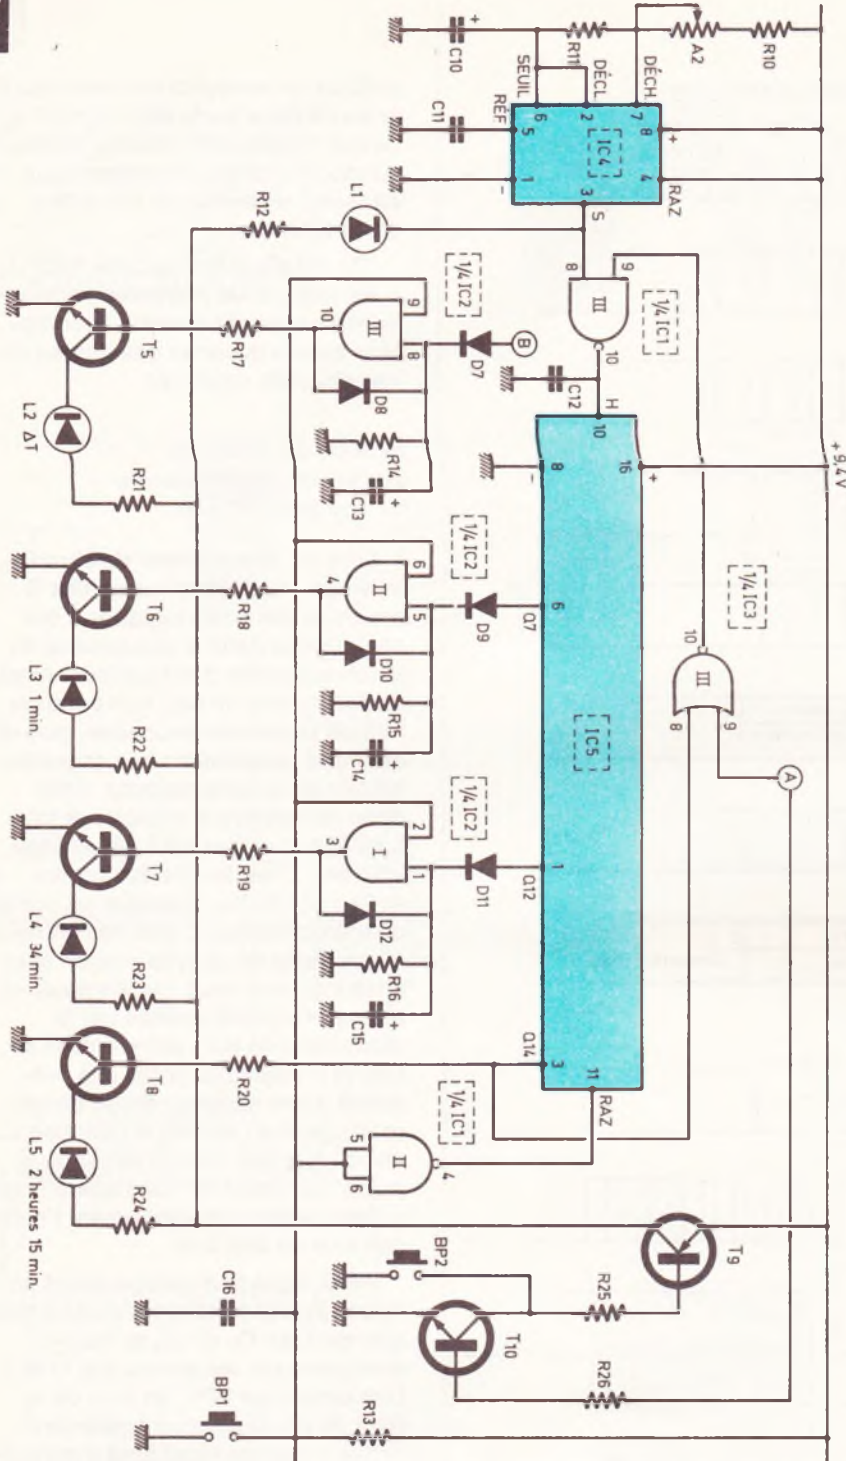 + 9,4 V
R10
A2
R11
C10
+
DÉCH.
DÉCL
SEUIL
RÉF.
7
2
6
5
8
+
4
RAZ
IC4
1
−
3
S
C11
L1
R12
9
8
III
10
1/4 IC1
C12
H
10
16
+
8
−
IC5
6
Q7
1
Q12
3
Q14
11
RAZ
1/4 IC3
10
III
9
8
A
B
D7
1/4 IC2
9
8
III
10
D8
R14
C13
+
R17
T5
L2 ΔT
R21
D9
1/4 IC2
6
5
II
4
D10
R15
C14
+
R18
T6
L3 1 min.
R22
D11
1/4 IC2
2
1
I
3
D12
R16
C15
+
R19
T7
L4 34 min.
R23
R20
T8
L5 2 heures 15 min.
R24
1/4 IC1
5
6
II
4
T9
R25
BP2
T10
R26
C16
BP1
R13